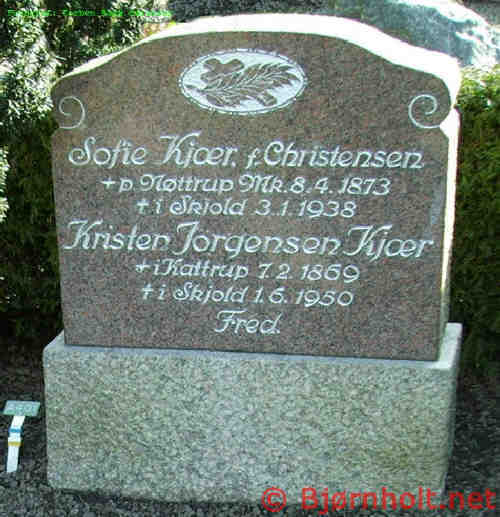 Sofie Kjær, f. Christensen
+ p. Nøttrup Mk. 8.4. 1873
+ i Skjold 3.1.1938
Kristen Jørgensen Kjær
+ i Kattrup 7.2.1869
+ i Skjold 1.6.1950
Fred.
© Bjørnholt.net